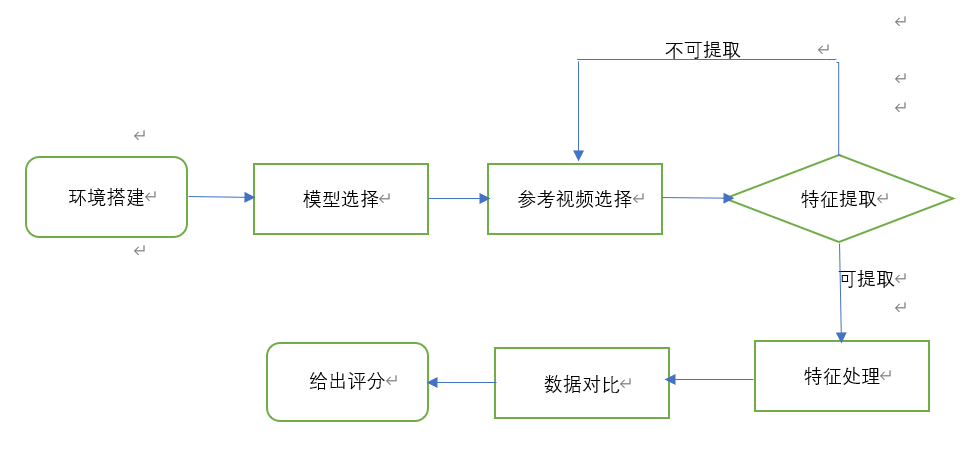 不可提取
环境搭建
模型选择
参考视频选择
特征提取
可提取
给出评分
数据对比
特征处理